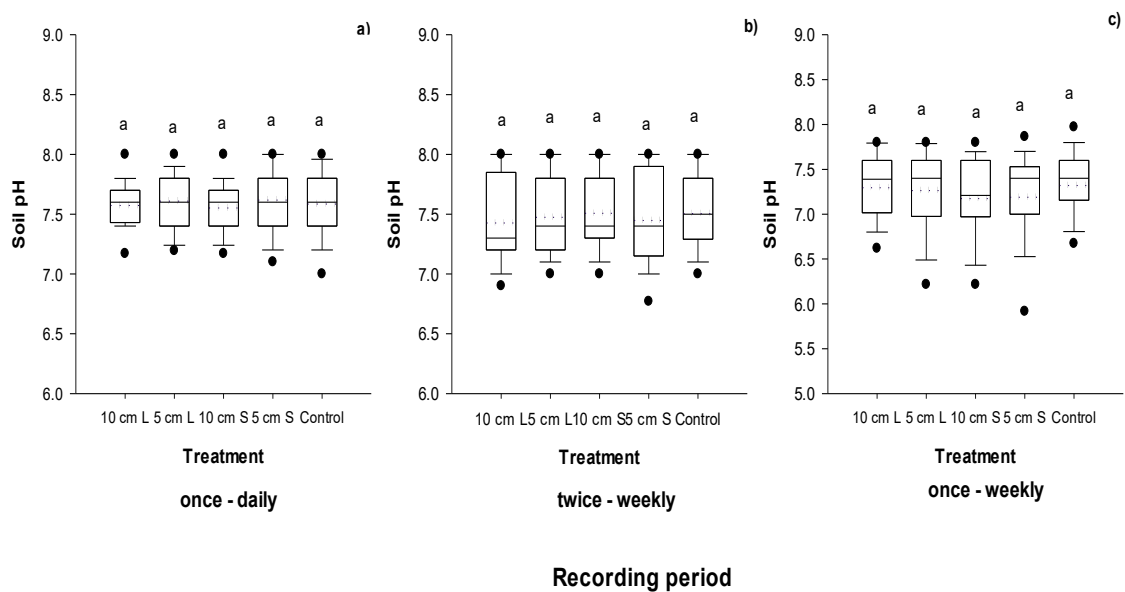 a)
9.0
8.5
8.0
7.5
7.0
6.5
6.0
Soil pH
a a a a a
10 cm L 5 cm L 10 cm S 5 cm S Control
Treatment
once - daily
b)
9.0
8.5
8.0
7.5
7.0
6.5
6.0
Soil pH
a a a a a
10 cm L 5 cm L 10 cm S 5 cm S Control
Treatment
twice - weekly
c)
9.0
8.5
8.0
7.5
7.0
6.5
6.0
5.5
5.0
Soil pH
a a a a a
10 cm L 5 cm L 10 cm S 5 cm S Control
Treatment
once - weekly
Recording period